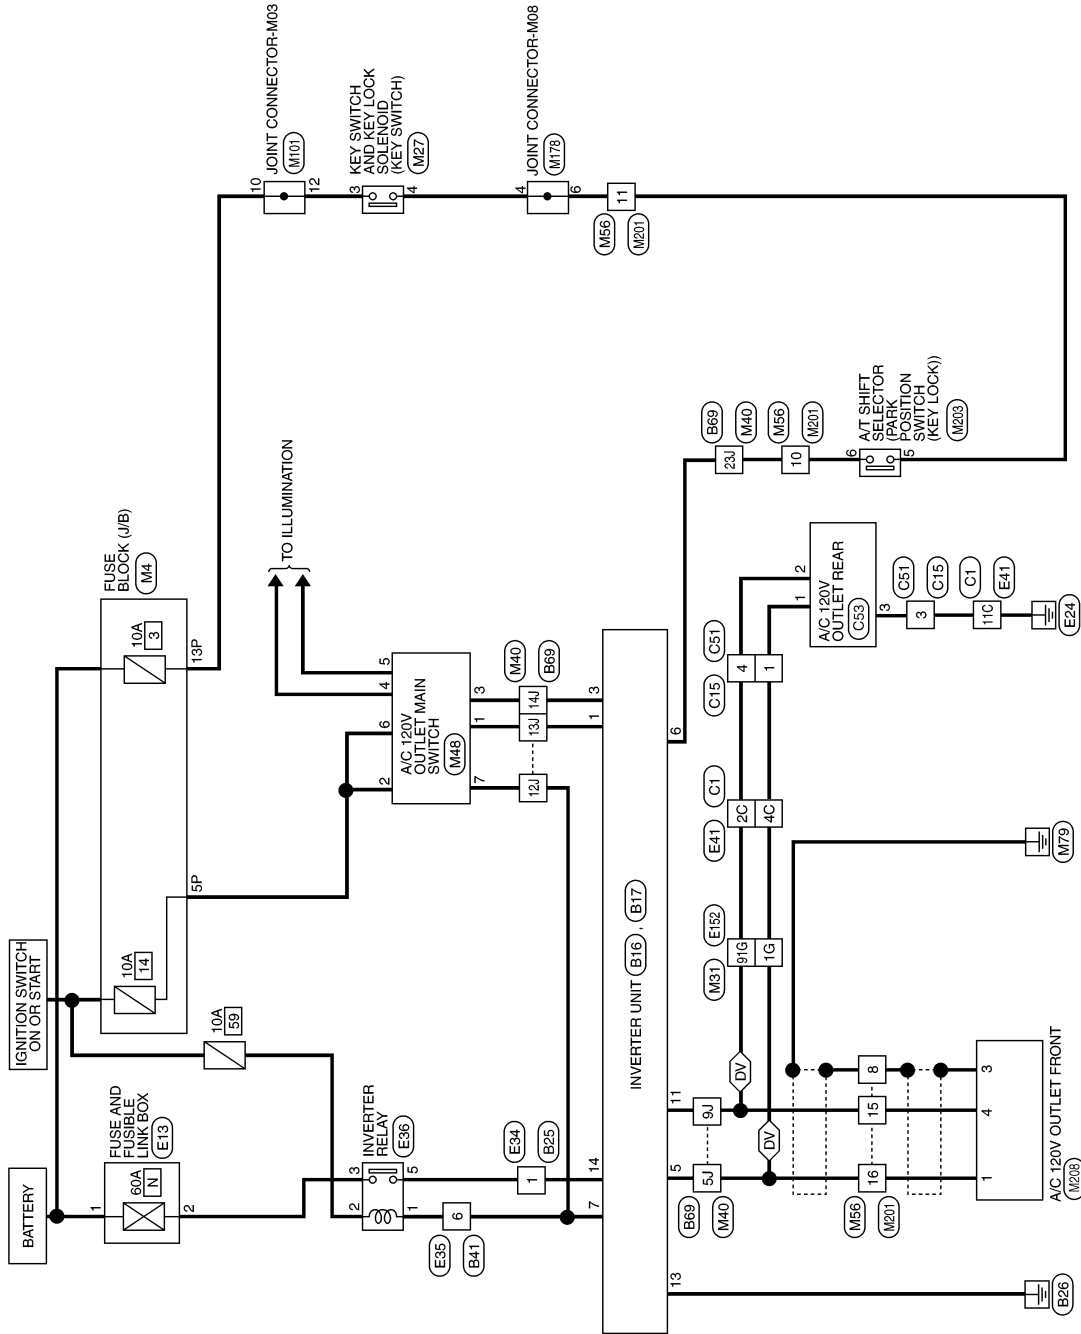 BATTERY
IGNITION SWITCH
ON OR START
FUSE AND
FUSIBLE
LINK BOX
E13
60A
N
1
2
10A
59
10A
14
5P
FUSE
BLOCK (J/B)
M4
10A
3
13P
10
12
JOINT CONNECTOR-M03
M101
3
4
KEY SWITCH
AND KEY LOCK
SOLENOID
(KEY SWITCH)
M27
4
6
JOINT CONNECTOR-M08
M178
11
M56
M201
INVERTER
RELAY
E36
2
3
1
5
6
E35
B41
1
E34
B25
TO ILLUMINATION
2
6
4
5
A/C 120V
OUTLET MAIN
SWITCH
M48
7
1
3
12J
13J
14J
M40
B69
7
14
1
3
INVERTER UNIT
B16
,
B17
13
5
11
6
B26
5J
9J
B69
M40
DV
DV
16
15
8
M56
M201
1
4
3
A/C 120V OUTLET FRONT
M208
M79
91G
1G
M31
E152
2C
4C
E41
C1
4
1
C15
C51
1
2
A/C 120V
OUTLET REAR
C53
3
3
C51
C15
11C
C1
E41
E24
23J
B69
M40
10
M56
M201
6
5
A/T SHIFT
SELECTOR
(PARK
POSITION
SWITCH
(KEY LOCK))
M203